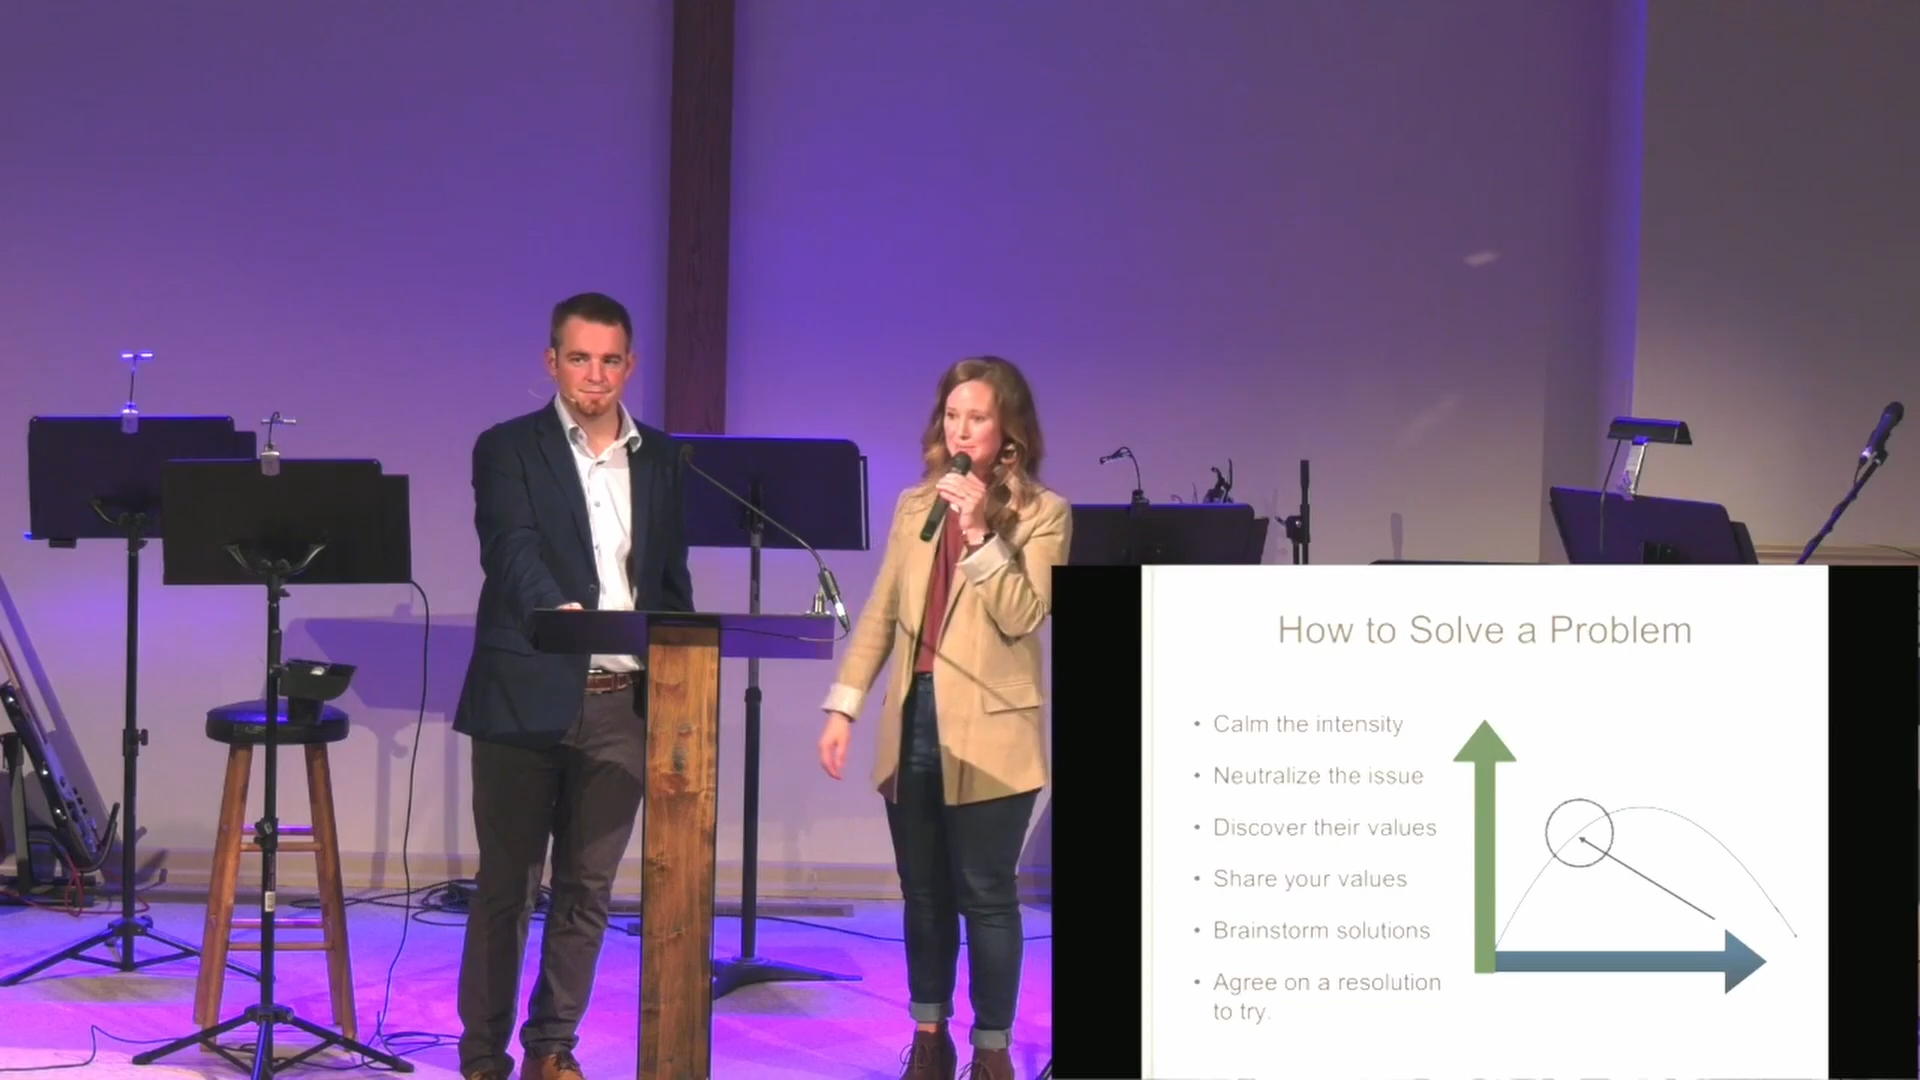 How to Solve a Problem
• Calm the intensity
• Neutralize the issue
• Discover their values
• Share your values
• Brainstorm solutions
• Agree on a resolution
to try.